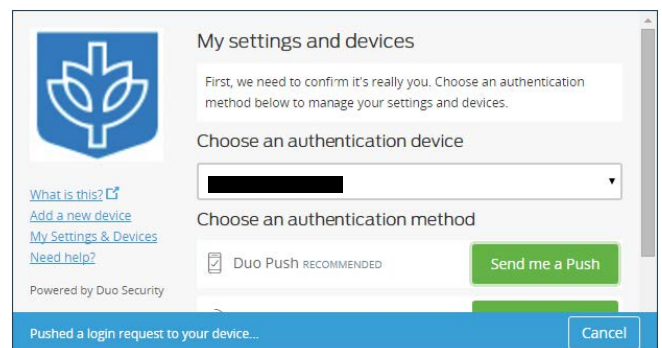 My settings and devices
First, we need to confirm it's really you. Choose an authentication
method below to manage your settings and devices.
Choose an authentication device
What is this?
Add a new device
My Settings & Devices
Need help?
Powered by Duo Security
Choose an authentication method
Duo Push RECOMMENDED
Send me a Push
Pushed a login request to your device...
Cancel